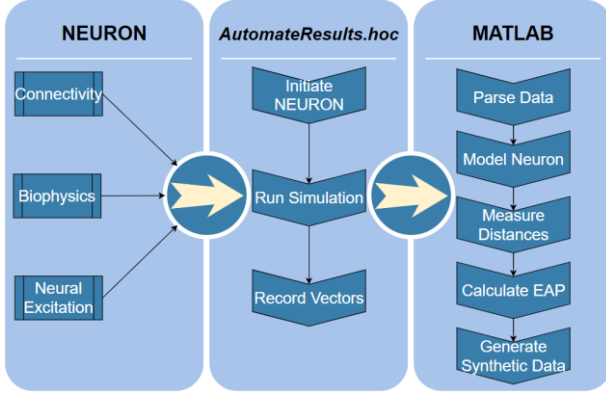 NEURON
Connectivity
Biophysics
Neural
Excitation
AutomateResults.hoc
Initiate
NEURON
Run Simulation
Record Vectors
MATLAB
Parse Data
Model Neuron
Measure
Distances
Calculate EAP
Generate
Synthetic Data